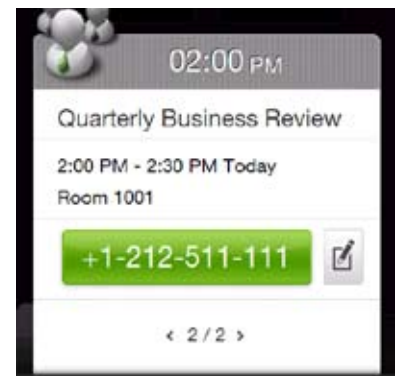 02:00 PM
Quarterly Business Review
2:00 PM - 2:30 PM Today
Room 1001
+1-212-511-111
< 2 / 2 >